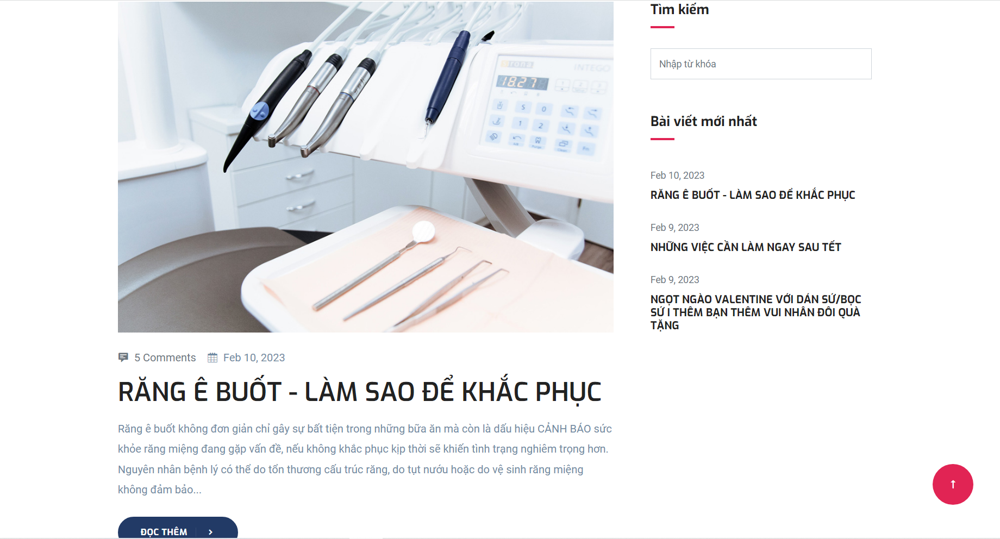 Tìm kiếm
Nhập từ khóa
Bài viết mới nhất
Feb 10, 2023
RĂNG Ê BUỐT - LÀM SAO ĐỂ KHẮC PHỤC
Feb 9, 2023
NHỮNG VIỆC CẦN LÀM NGAY SAU TẾT
Feb 9, 2023
NGỌT NGÀO VALENTINE VỚI DÁN SỨ/BỌC
SỨ I THÊM BẠN THÊM VUI NHÂN ĐÔI QUÀ
TẶNG
INTEGO
18.27
S 0
1 2
Fn
5 Comments Feb 10, 2023
RĂNG Ê BUỐT - LÀM SAO ĐỂ KHẮC PHỤC
Răng ê buốt không đơn giản chỉ gây sự bất tiện trong những bữa ăn mà còn là dấu hiệu CẢNH BÁO sức
khỏe răng miệng đang gặp vấn đề, nếu không khắc phục kịp thời sẽ khiến tình trạng nghiêm trọng hơn.
Nguyên nhân bệnh lý có thể do tổn thương cấu trúc răng, do tụt nướu hoặc do vệ sinh răng miệng
không đảm bảo...
ĐỌC THÊM